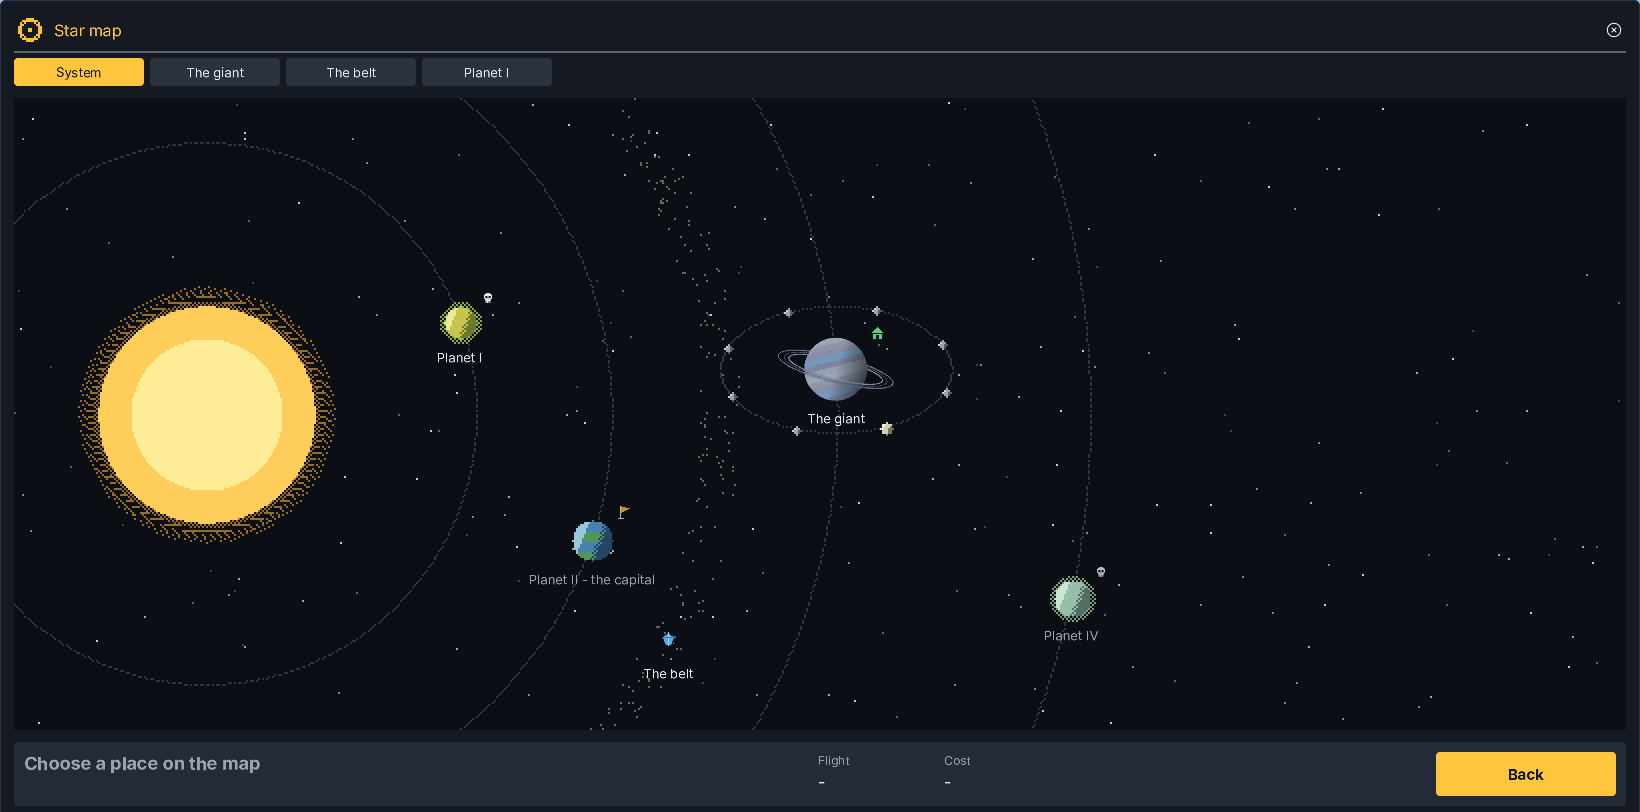 Star map
System
The giant
The belt
Planet I
Planet I
The giant
Planet II - the capital
Planet IV
The belt
Choose a place on the map
Flight
Cost
-
-
Back